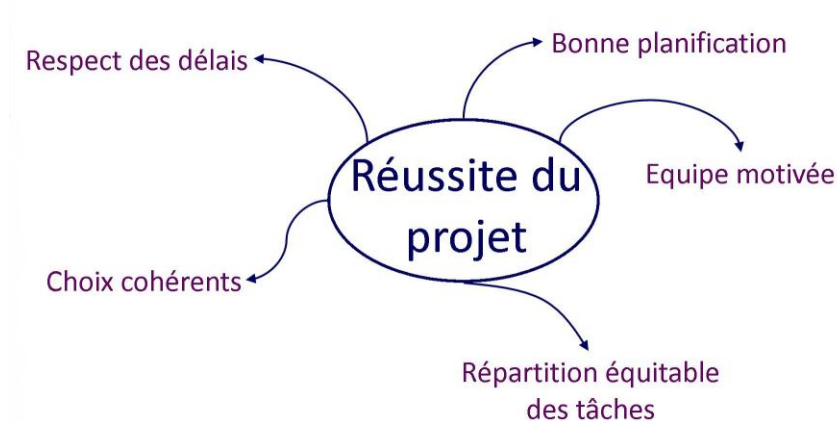 Bonne planification
Respect des délais
Réussite du
projet
Equipe motivée
Choix cohérents
Répartition équitable
des tâches